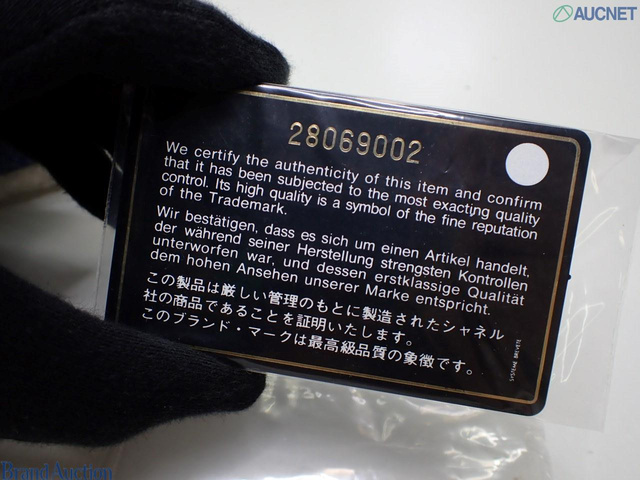 AUCNET
28069002
We certify the authenticity of this item and confirm
that it has been subjected to the most exacting quality
control. Its high quality is a symbol of the fine reputation
of the Trademark.
Wir bestätigen, dass es sich um einen Artikel handelt,
der während seiner Herstellung strengsten Kontrollen
unterworfen war, und dessen erstklassige Qualität
dem hohen Ansehen unserer Marke entspricht.
この製品は厳しい管理のもとに製造されたシャネル
社の商品であることを証明いたします。
このブランド・マークは最高級品質の象徴です。
SYSTEME BREVETE
Brand Auction